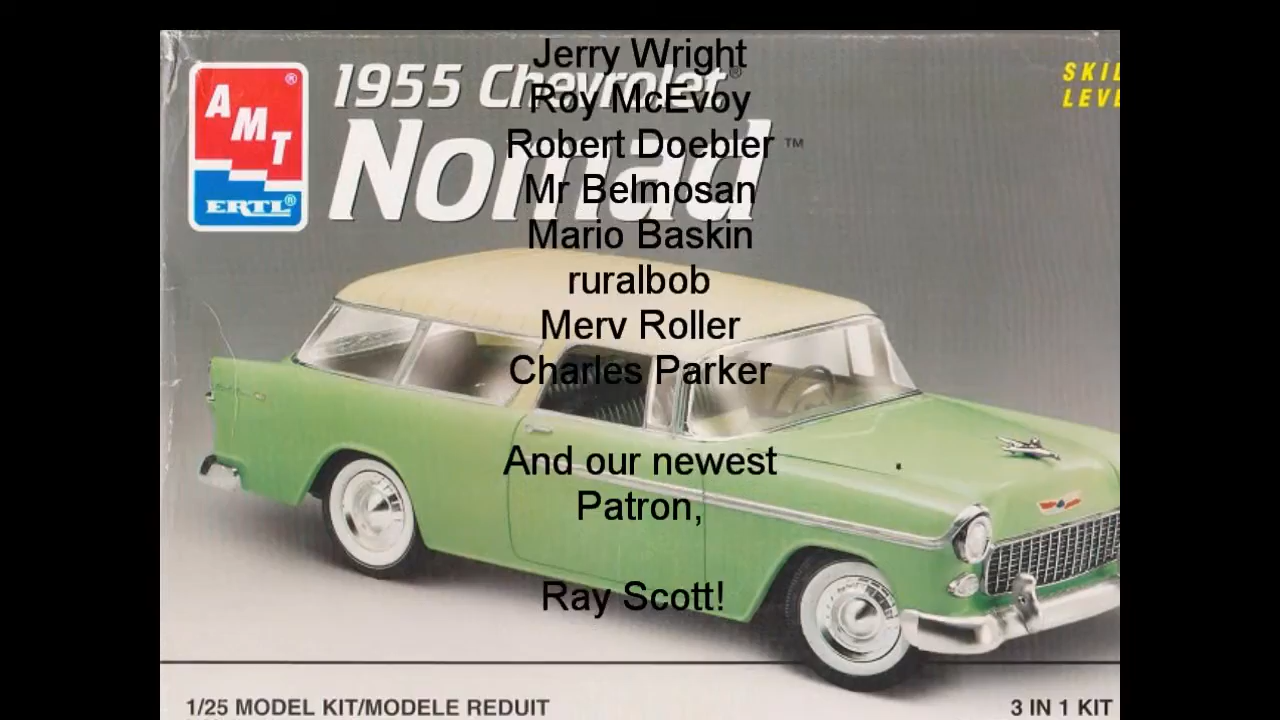 Jerry Wright
1955 Chevrolet®
Roy McEvoy
Nomad™
Robert Doebler
Mr Belmosan
Mario Baskin
ruralbob
Merv Roller
Charles Parker
And our newest
Patron,
Ray Scott!
AMT®
ERTL®
SKIL
LEVE
1/25 MODEL KIT/MODELE REDUIT
3 IN 1 KIT